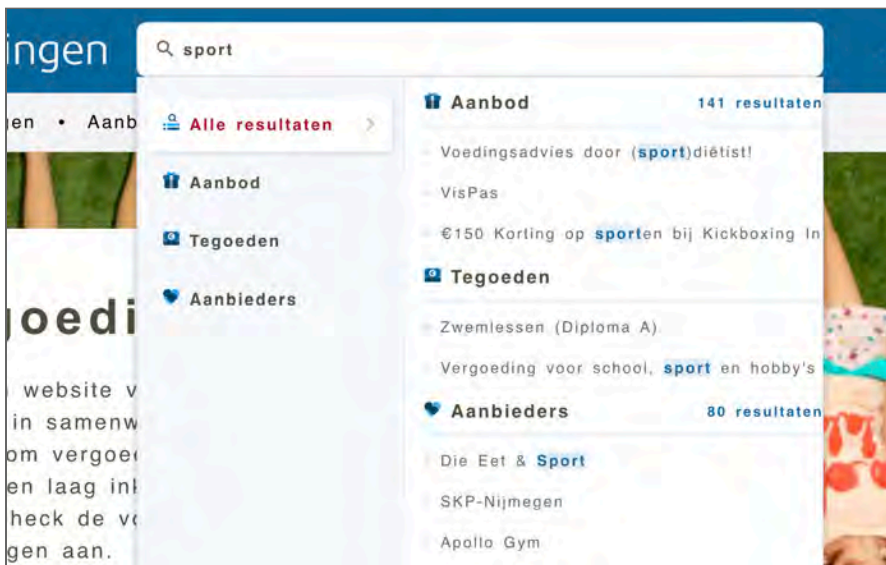 ingen
sport
en • Aanb
Alle resultaten
Aanbod
Tegoeden
Aanbieders
Aanbod 141 resultaten
Voedingsadvies door (sport)diëtist!
VisPas
€150 Korting op sporten bij Kickboxing In
Tegoeden
Zwemlessen (Diploma A)
Vergoeding voor school, sport en hobby's
Aanbieders 80 resultaten
Die Eet & Sport
SKP-Nijmegen
Apollo Gym
oedi
website v
in samenw
om vergoe
en laag ink
heck de vo
gen aan.